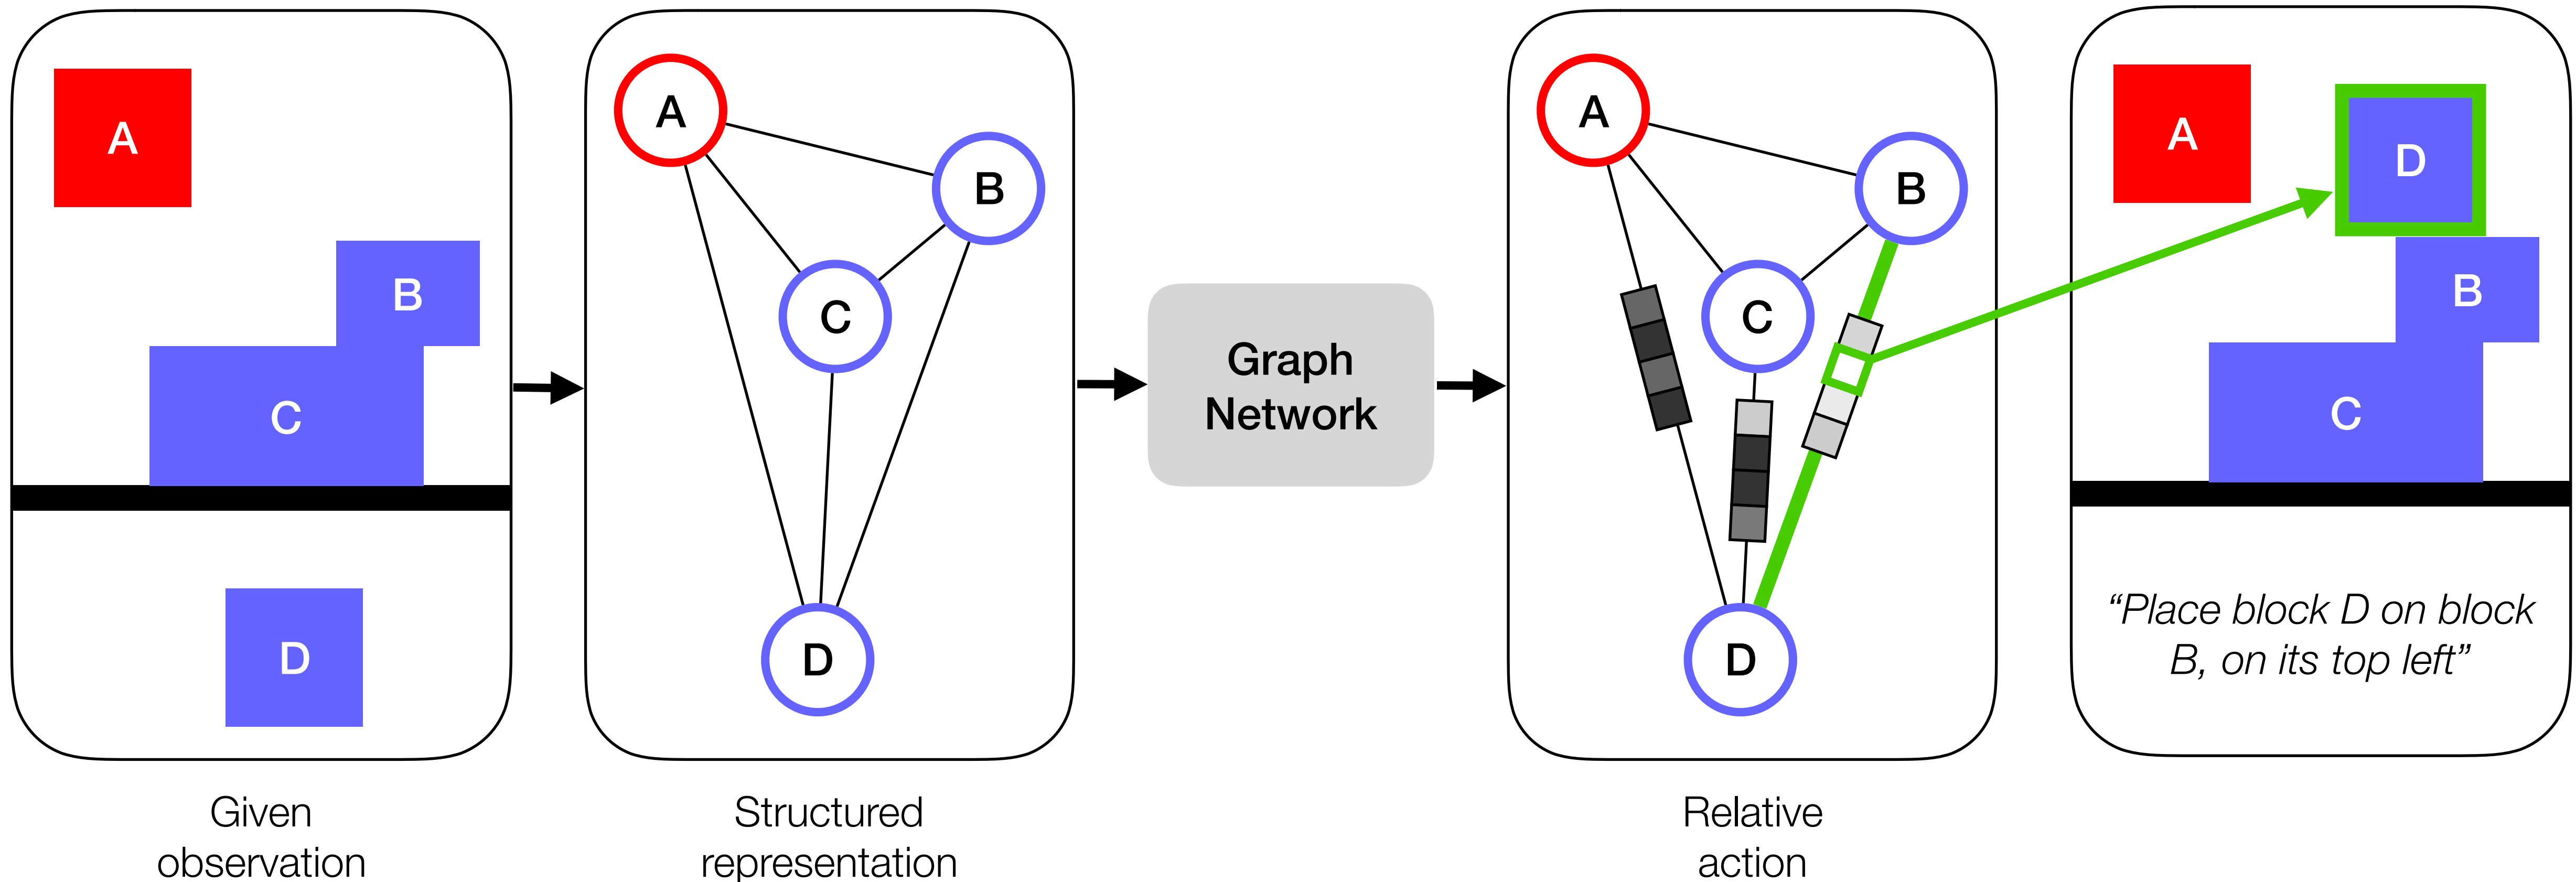 A
B
C
D
Given
observation
A
B
C
D
Structured
representation
Graph
Network
A
B
C
D
Relative
action
A
D
B
C
“Place block D on block
B, on its top left”